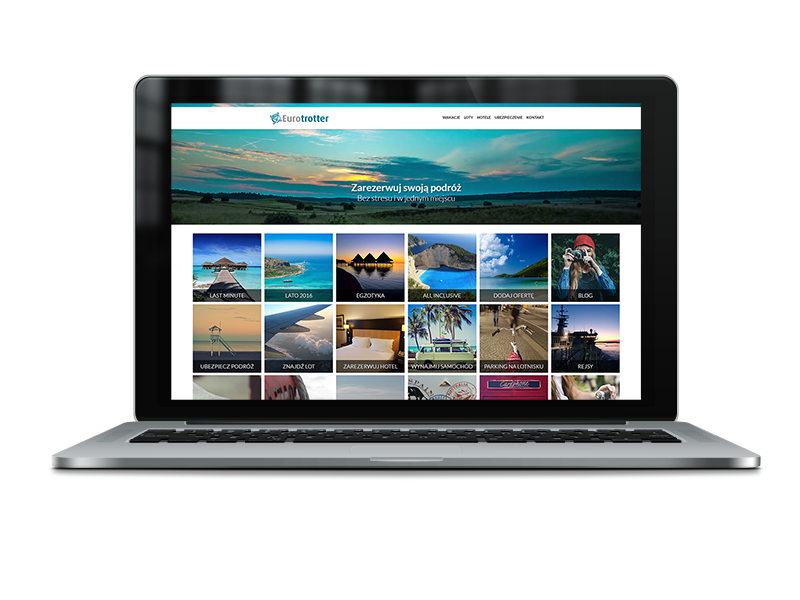 Eurotrotter
WAKACJE LOTY HOTELE UBEZPIECZENIE KONTAKT
Zarezerwuj swoją podróż
Bez stresu i w jednym miejscu
LAST MINUTE
LATO 2016
EGZOTYKA
ALL INCLUSIVE
DODAJ OFERTĘ
BLOG
UBEZPIECZ PODRÓŻ
ZNAJDŹ LOT
ZAREZERWUJ HOTEL
WYNAJMIJ SAMOCHÓD
PARKING NA LOTNISKU
REJSY